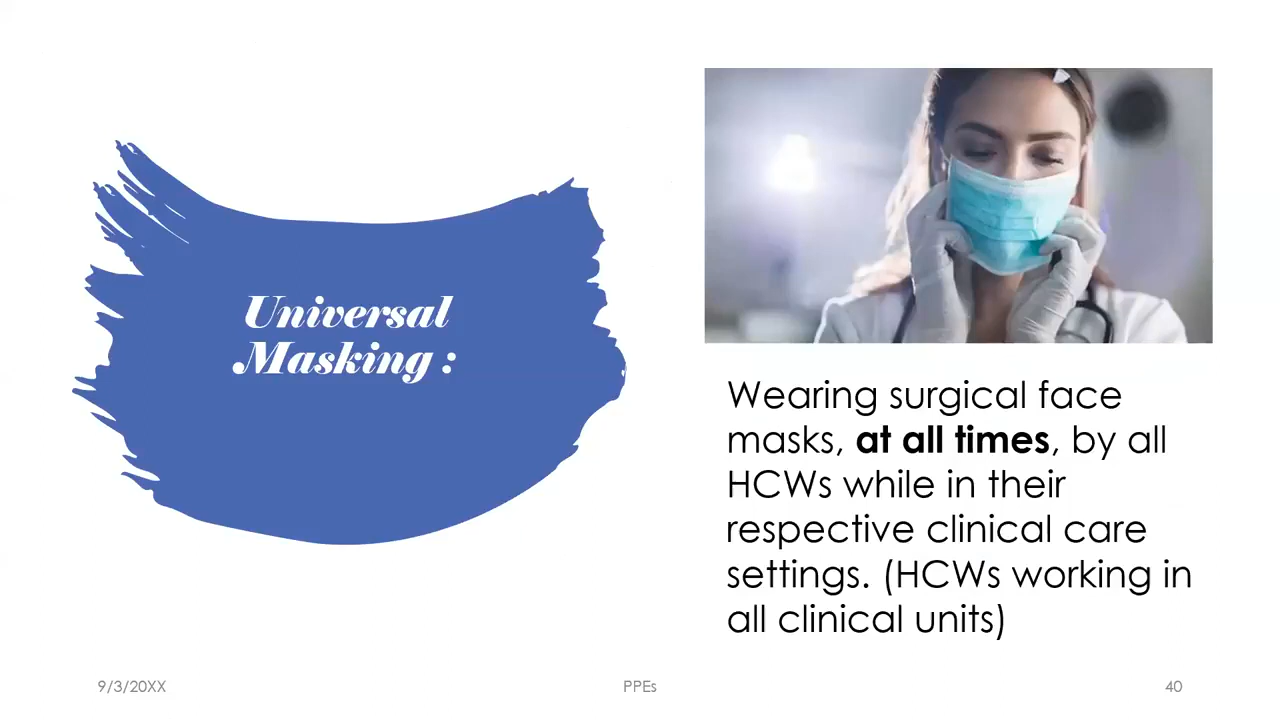 Universal
Masking :
Wearing surgical face
masks, at all times, by all
HCWs while in their
respective clinical care
settings. (HCWs working in
all clinical units)
9/3/20XX
PPEs
40